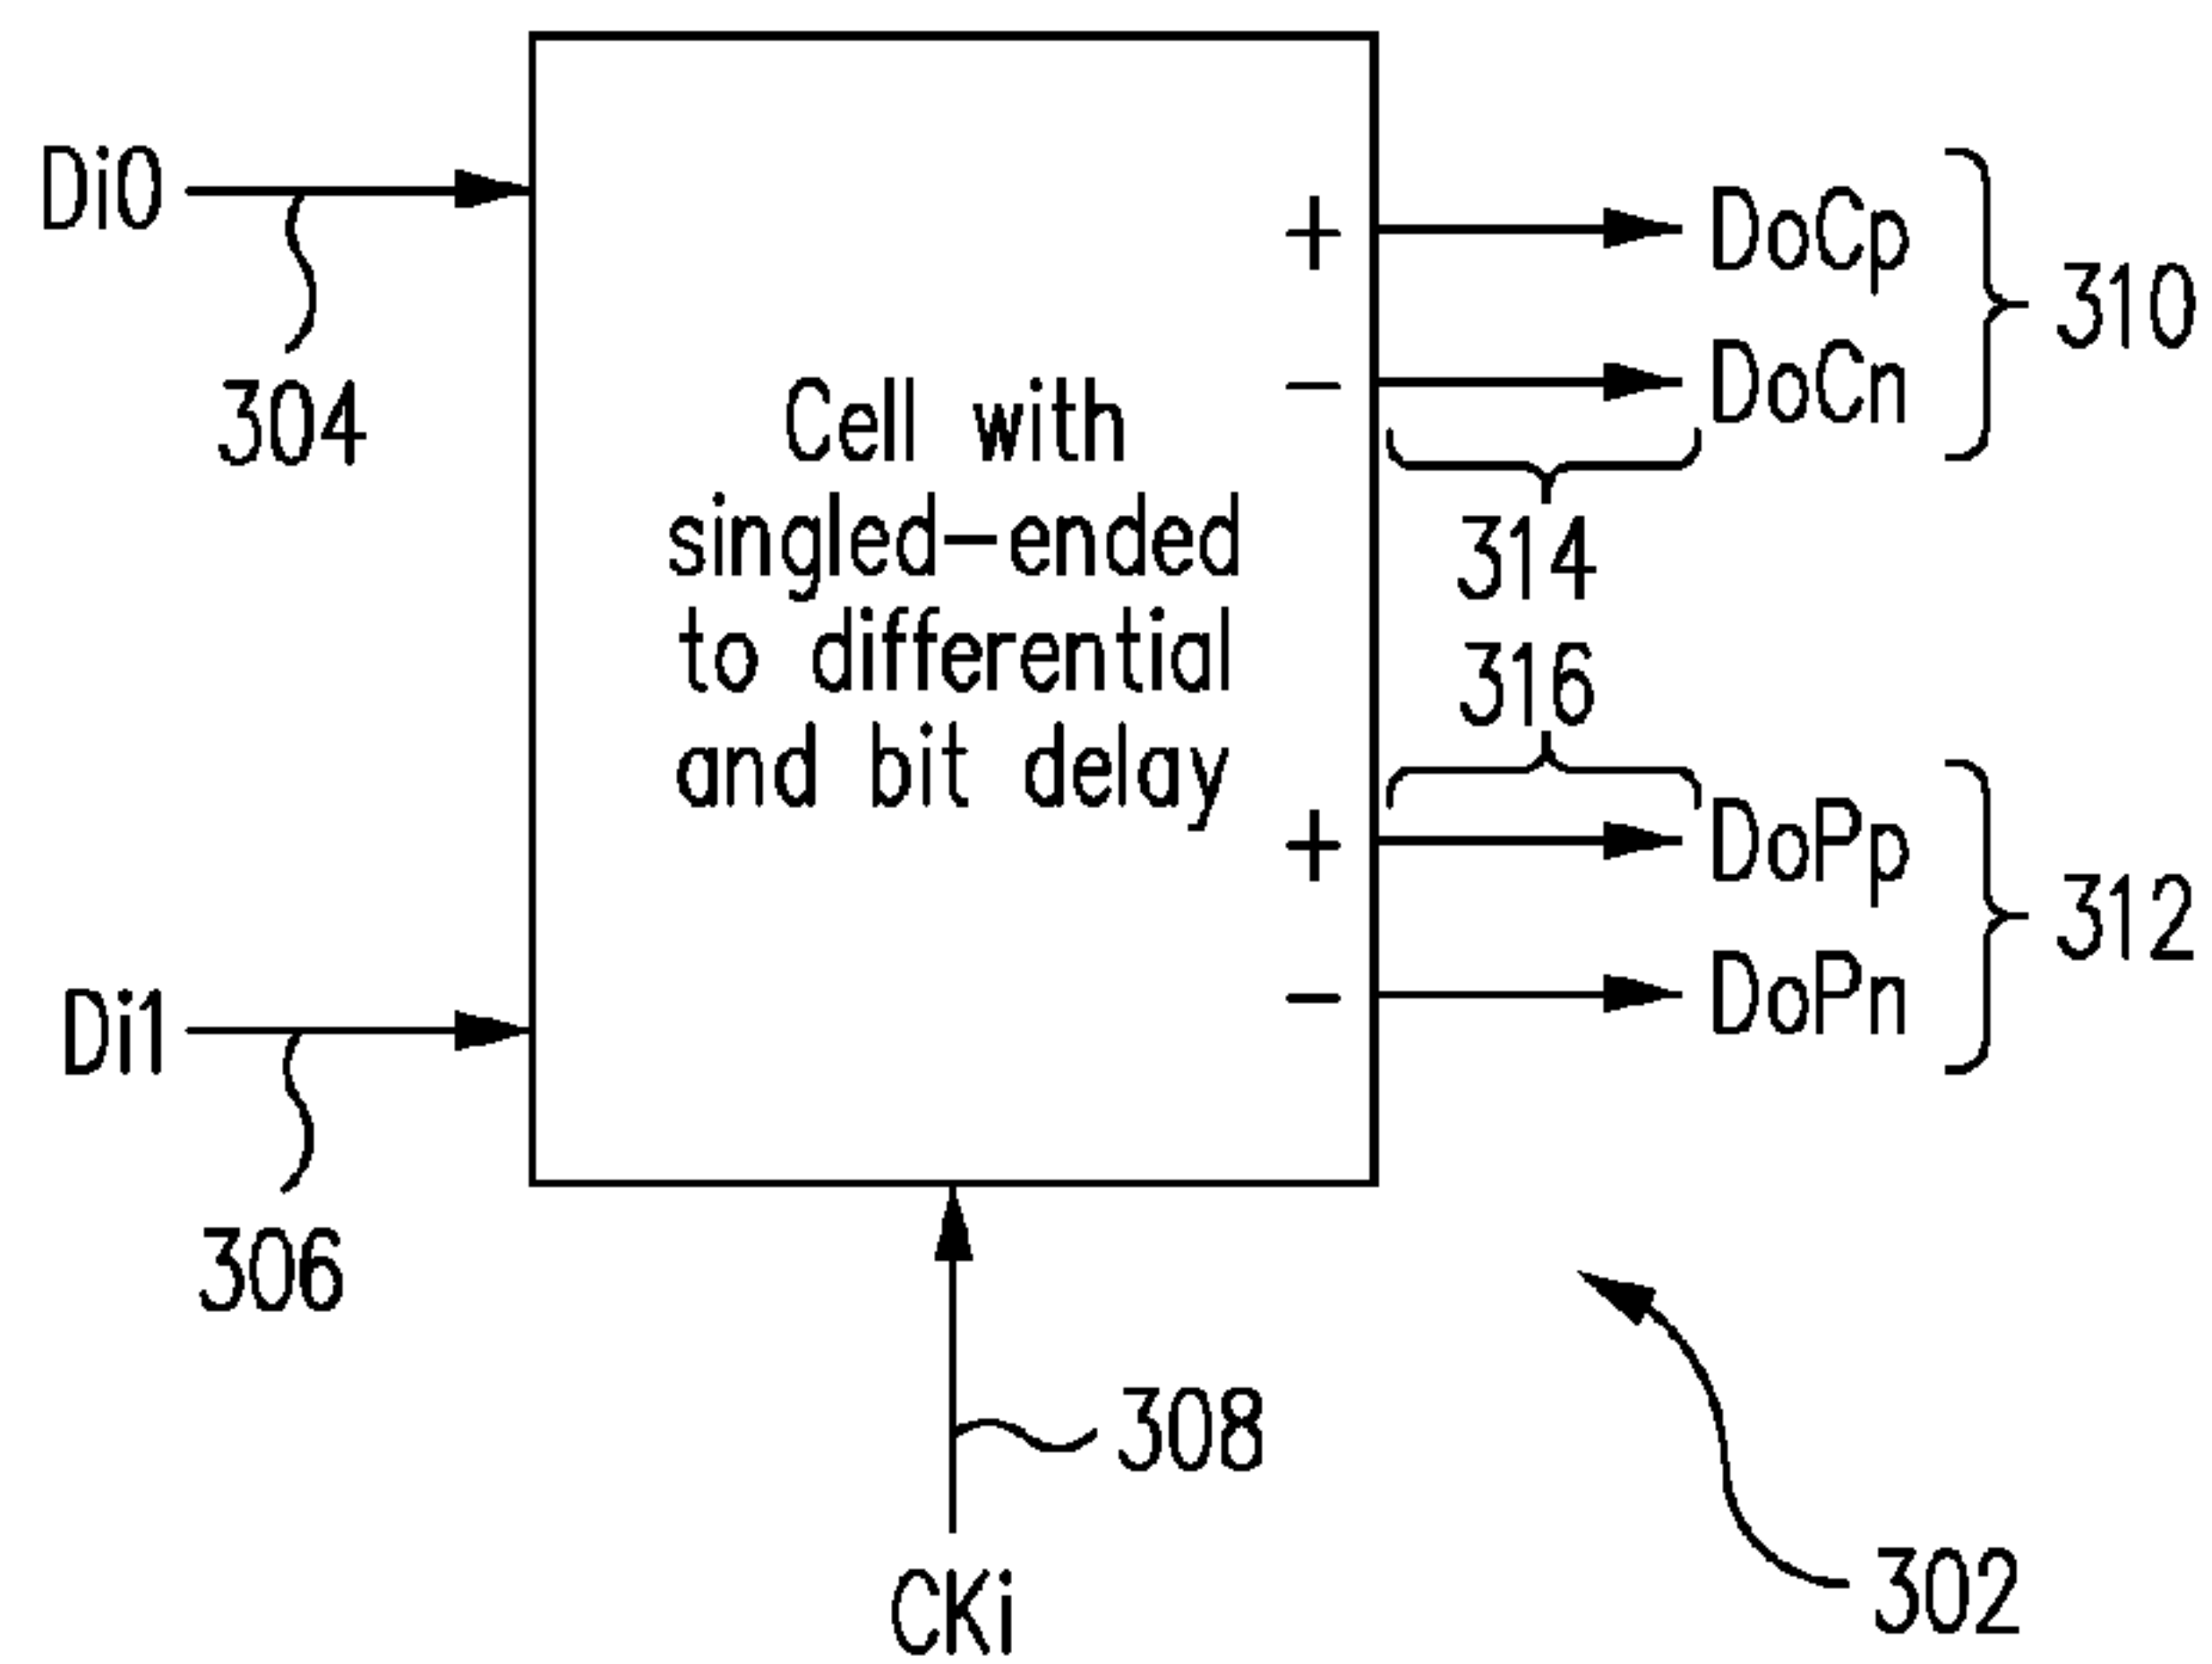 Di0
304
Di1
306
Cell with
singled-ended
to differential
and bit delay
+
−
+
−
DoCp
DoCn
310
314
316
DoPp
DoPn
312
308
CKi
302